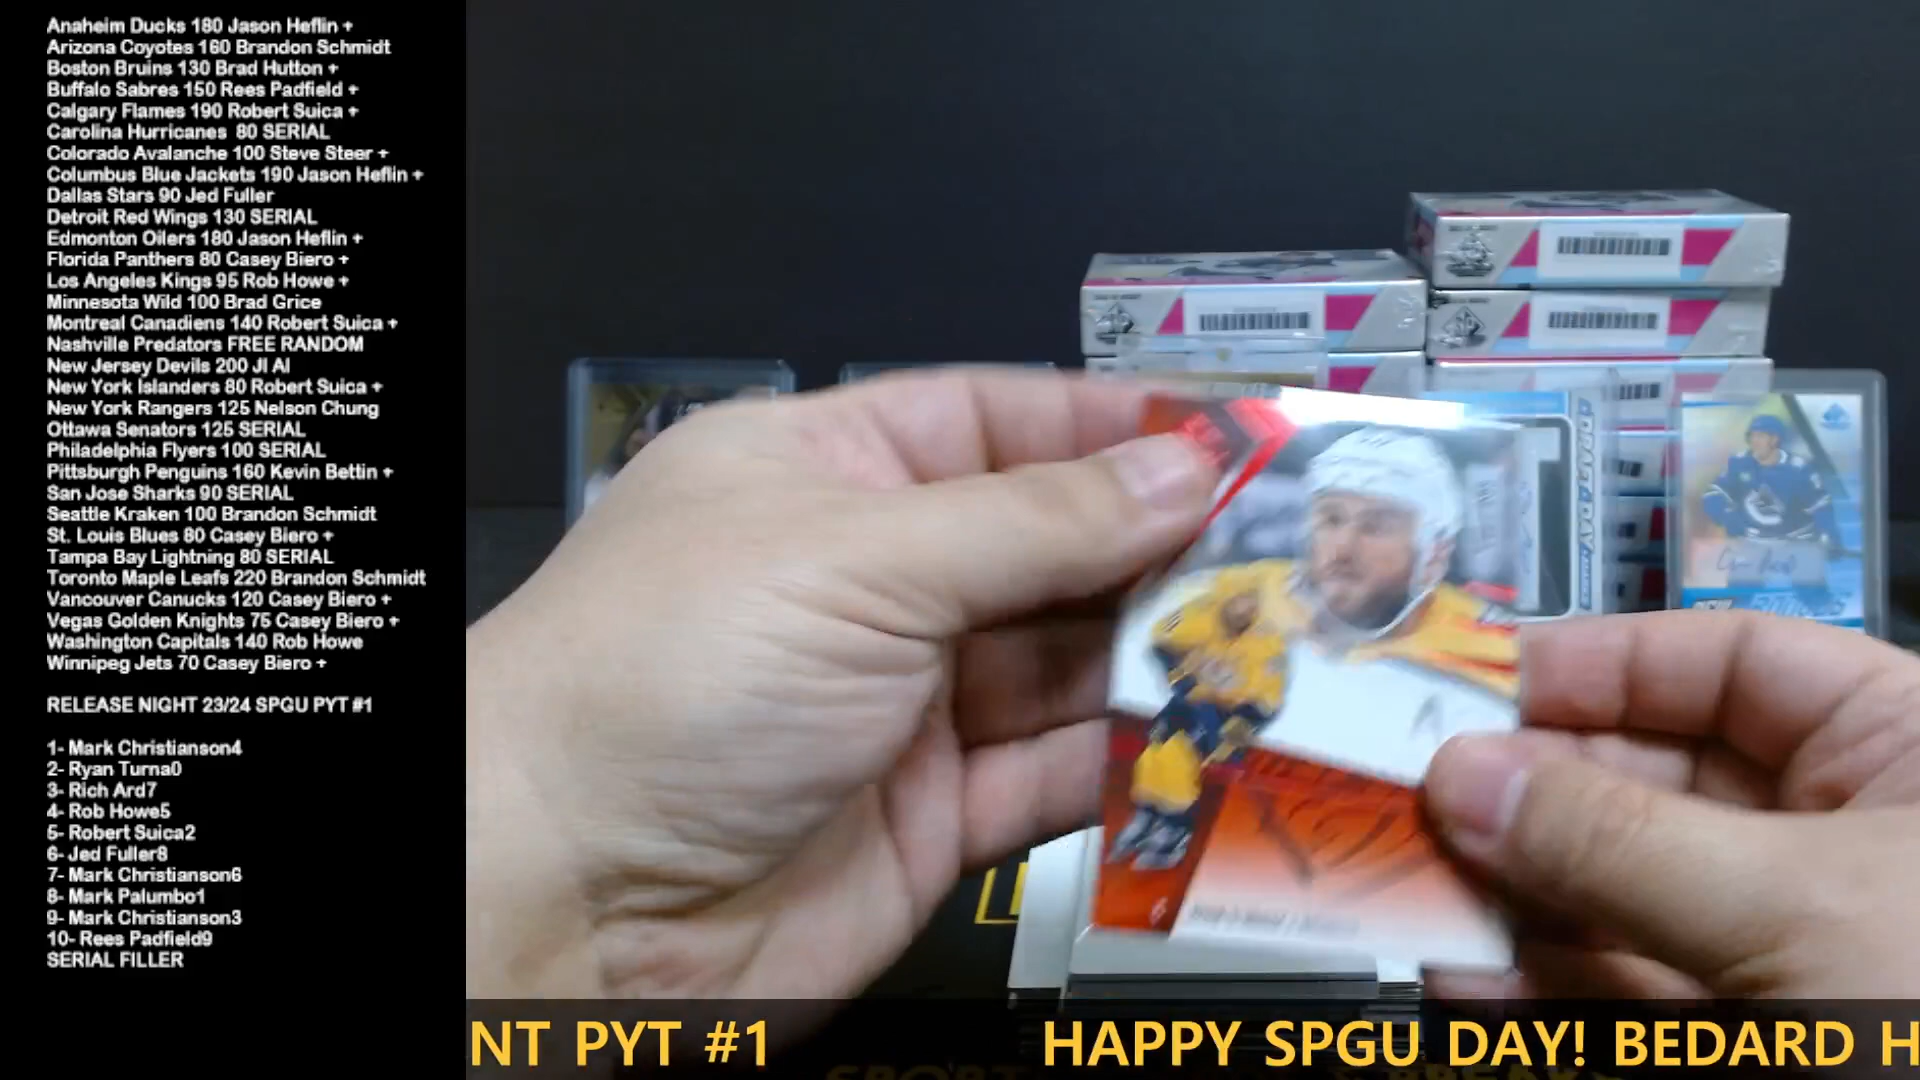 Anaheim Ducks 180 Jason Heflin +
Arizona Coyotes 160 Brandon Schmidt
Boston Bruins 130 Brad Hutton +
Buffalo Sabres 150 Rees Padfield +
Calgary Flames 190 Robert Suica +
Carolina Hurricanes 80 SERIAL
Colorado Avalanche 100 Steve Steer +
Columbus Blue Jackets 190 Jason Heflin +
Dallas Stars 90 Jed Fuller
Detroit Red Wings 130 SERIAL
Edmonton Oilers 180 Jason Heflin +
Florida Panthers 80 Casey Biero +
Los Angeles Kings 95 Rob Howe +
Minnesota Wild 100 Brad Grice
Montreal Canadiens 140 Robert Suica +
Nashville Predators FREE RANDOM
New Jersey Devils 200 JI AI
New York Islanders 80 Robert Suica +
New York Rangers 125 Nelson Chung
Ottawa Senators 125 SERIAL
Philadelphia Flyers 100 SERIAL
Pittsburgh Penguins 160 Kevin Bettin +
San Jose Sharks 90 SERIAL
Seattle Kraken 100 Brandon Schmidt
St. Louis Blues 80 Casey Biero +
Tampa Bay Lightning 80 SERIAL
Toronto Maple Leafs 220 Brandon Schmidt
Vancouver Canucks 120 Casey Biero +
Vegas Golden Knights 75 Casey Biero +
Washington Capitals 140 Rob Howe
Winnipeg Jets 70 Casey Biero +
RELEASE NIGHT 23/24 SPGU PYT #1
1- Mark Christianson4
2- Ryan Turna0
3- Rich Ard7
4- Rob Howe5
5- Robert Suica2
6- Jed Fuller8
7- Mark Christianson6
8- Mark Palumbo1
9- Mark Christianson3
10- Rees Padfield9
SERIAL FILLER
DRAFT DAY
NT PYT #1 HAPPY SPGU DAY! BEDARD H